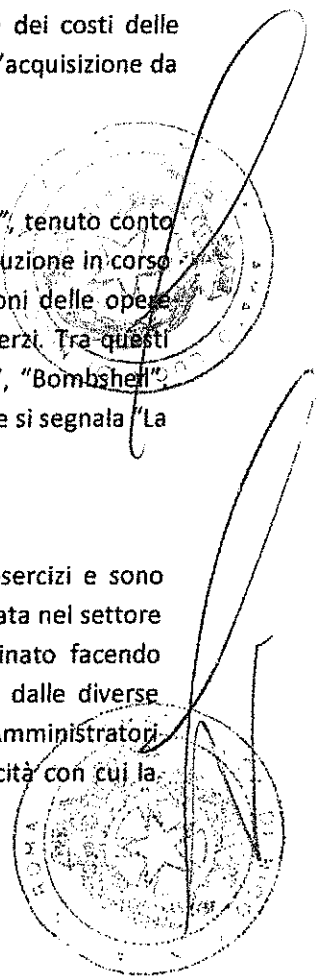 dei costi delle
l'acquisizione da
", tenuto conto
uzione in corso
oni delle opere
erzi. Tra questi
", "Bombshell",
e si segnala "La
sercizi e sono
ata nel settore
inato facendo
dalle diverse
Amministratori
cità con cui la
ROMA